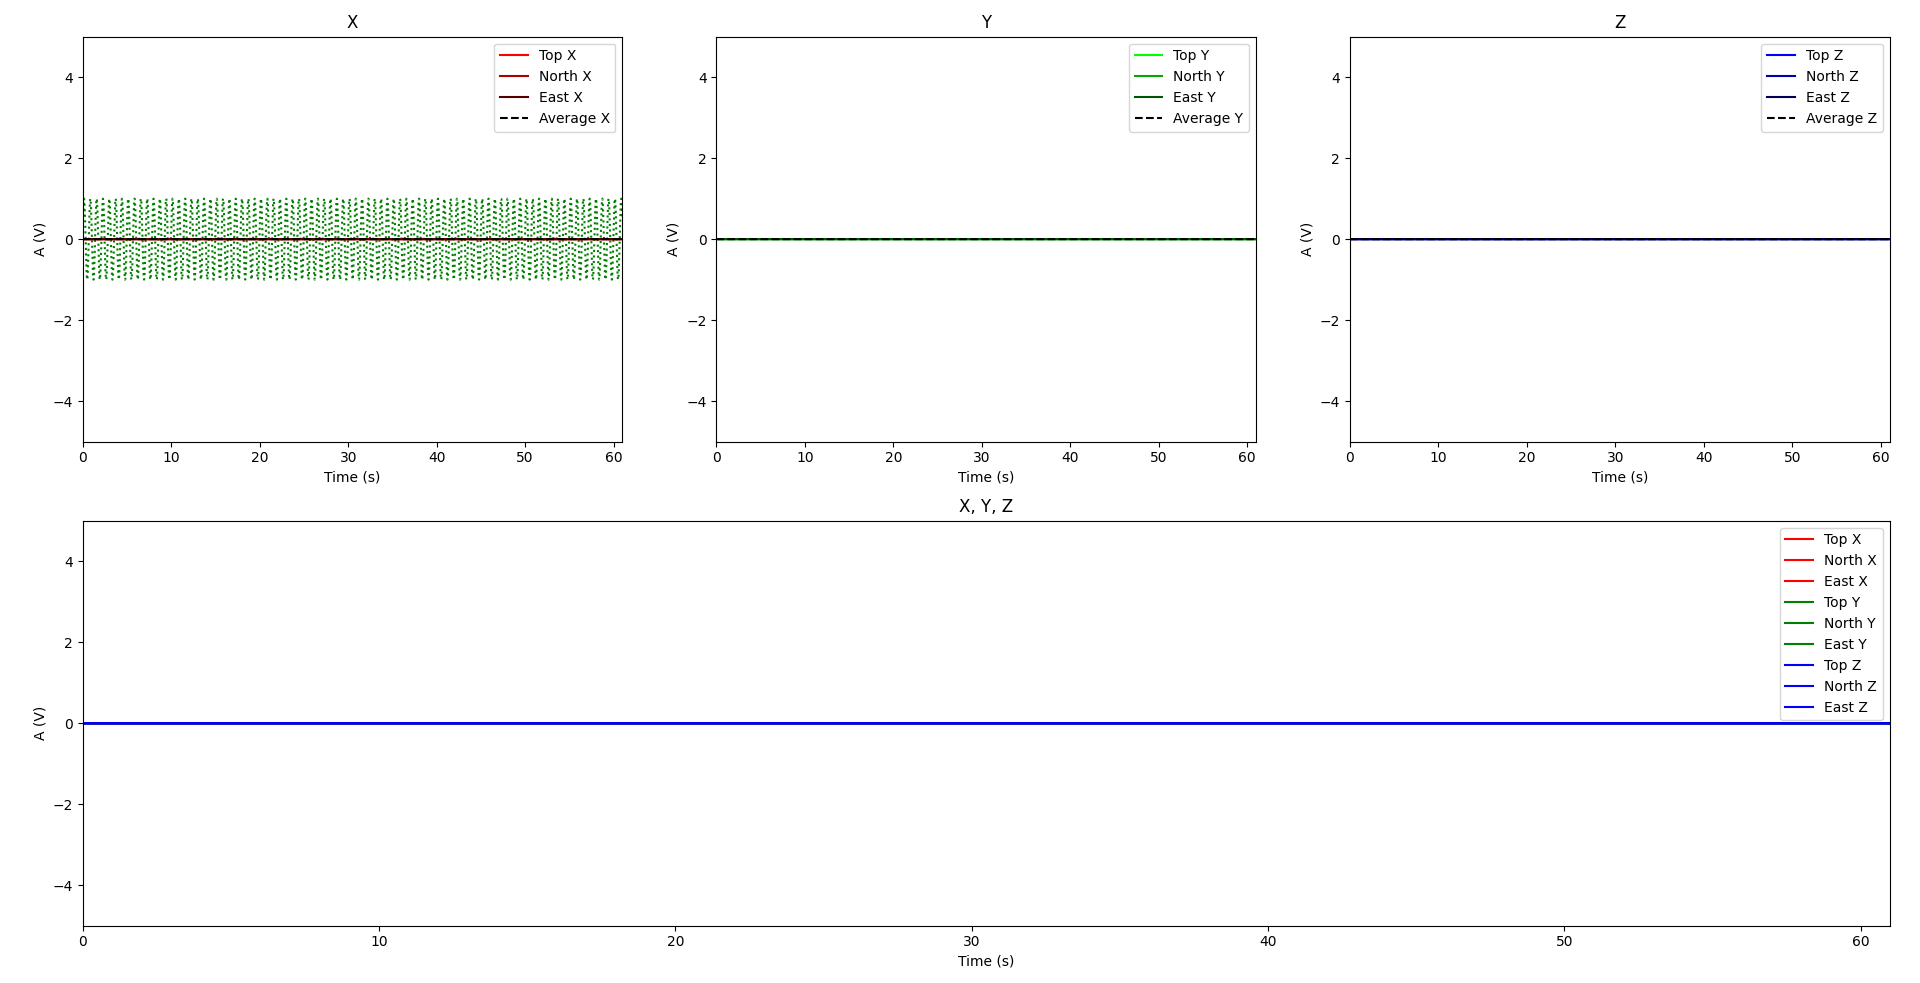 X
Top X
North X
East X
Average X
4
2
0
−2
−4
A (V)
0 10 20 30 40 50 60
Time (s)
Y
Top Y
North Y
East Y
Average Y
4
2
0
−2
−4
A (V)
0 10 20 30 40 50 60
Time (s)
Z
Top Z
North Z
East Z
Average Z
4
2
0
−2
−4
A (V)
0 10 20 30 40 50 60
Time (s)
X, Y, Z
Top X
North X
East X
Top Y
North Y
East Y
Top Z
North Z
East Z
4
2
0
−2
−4
A (V)
0 10 20 30 40 50 60
Time (s)